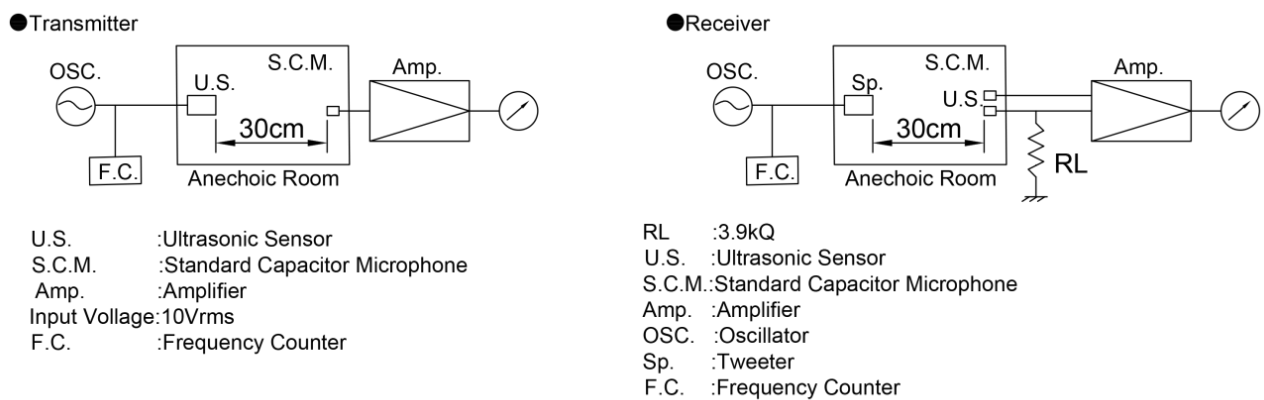 ●Transmitter
OSC.
U.S.
S.C.M.
Amp.
30cm
F.C.
Anechoic Room
U.S. :Ultrasonic Sensor
S.C.M. :Standard Capacitor Microphone
Amp. :Amplifier
Input Vollage:10Vrms
F.C. :Frequency Counter
●Receiver
OSC.
Sp.
S.C.M.
U.S.
Amp.
30cm
RL
F.C.
Anechoic Room
RL :3.9kQ
U.S. :Ultrasonic Sensor
S.C.M.:Standard Capacitor Microphone
Amp. :Amplifier
OSC. :Oscillator
Sp. :Tweeter
F.C. :Frequency Counter